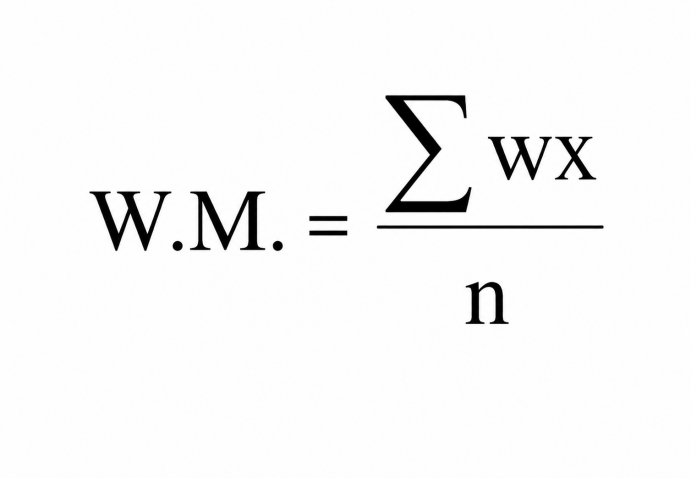 W.M. = ∑ wx / n